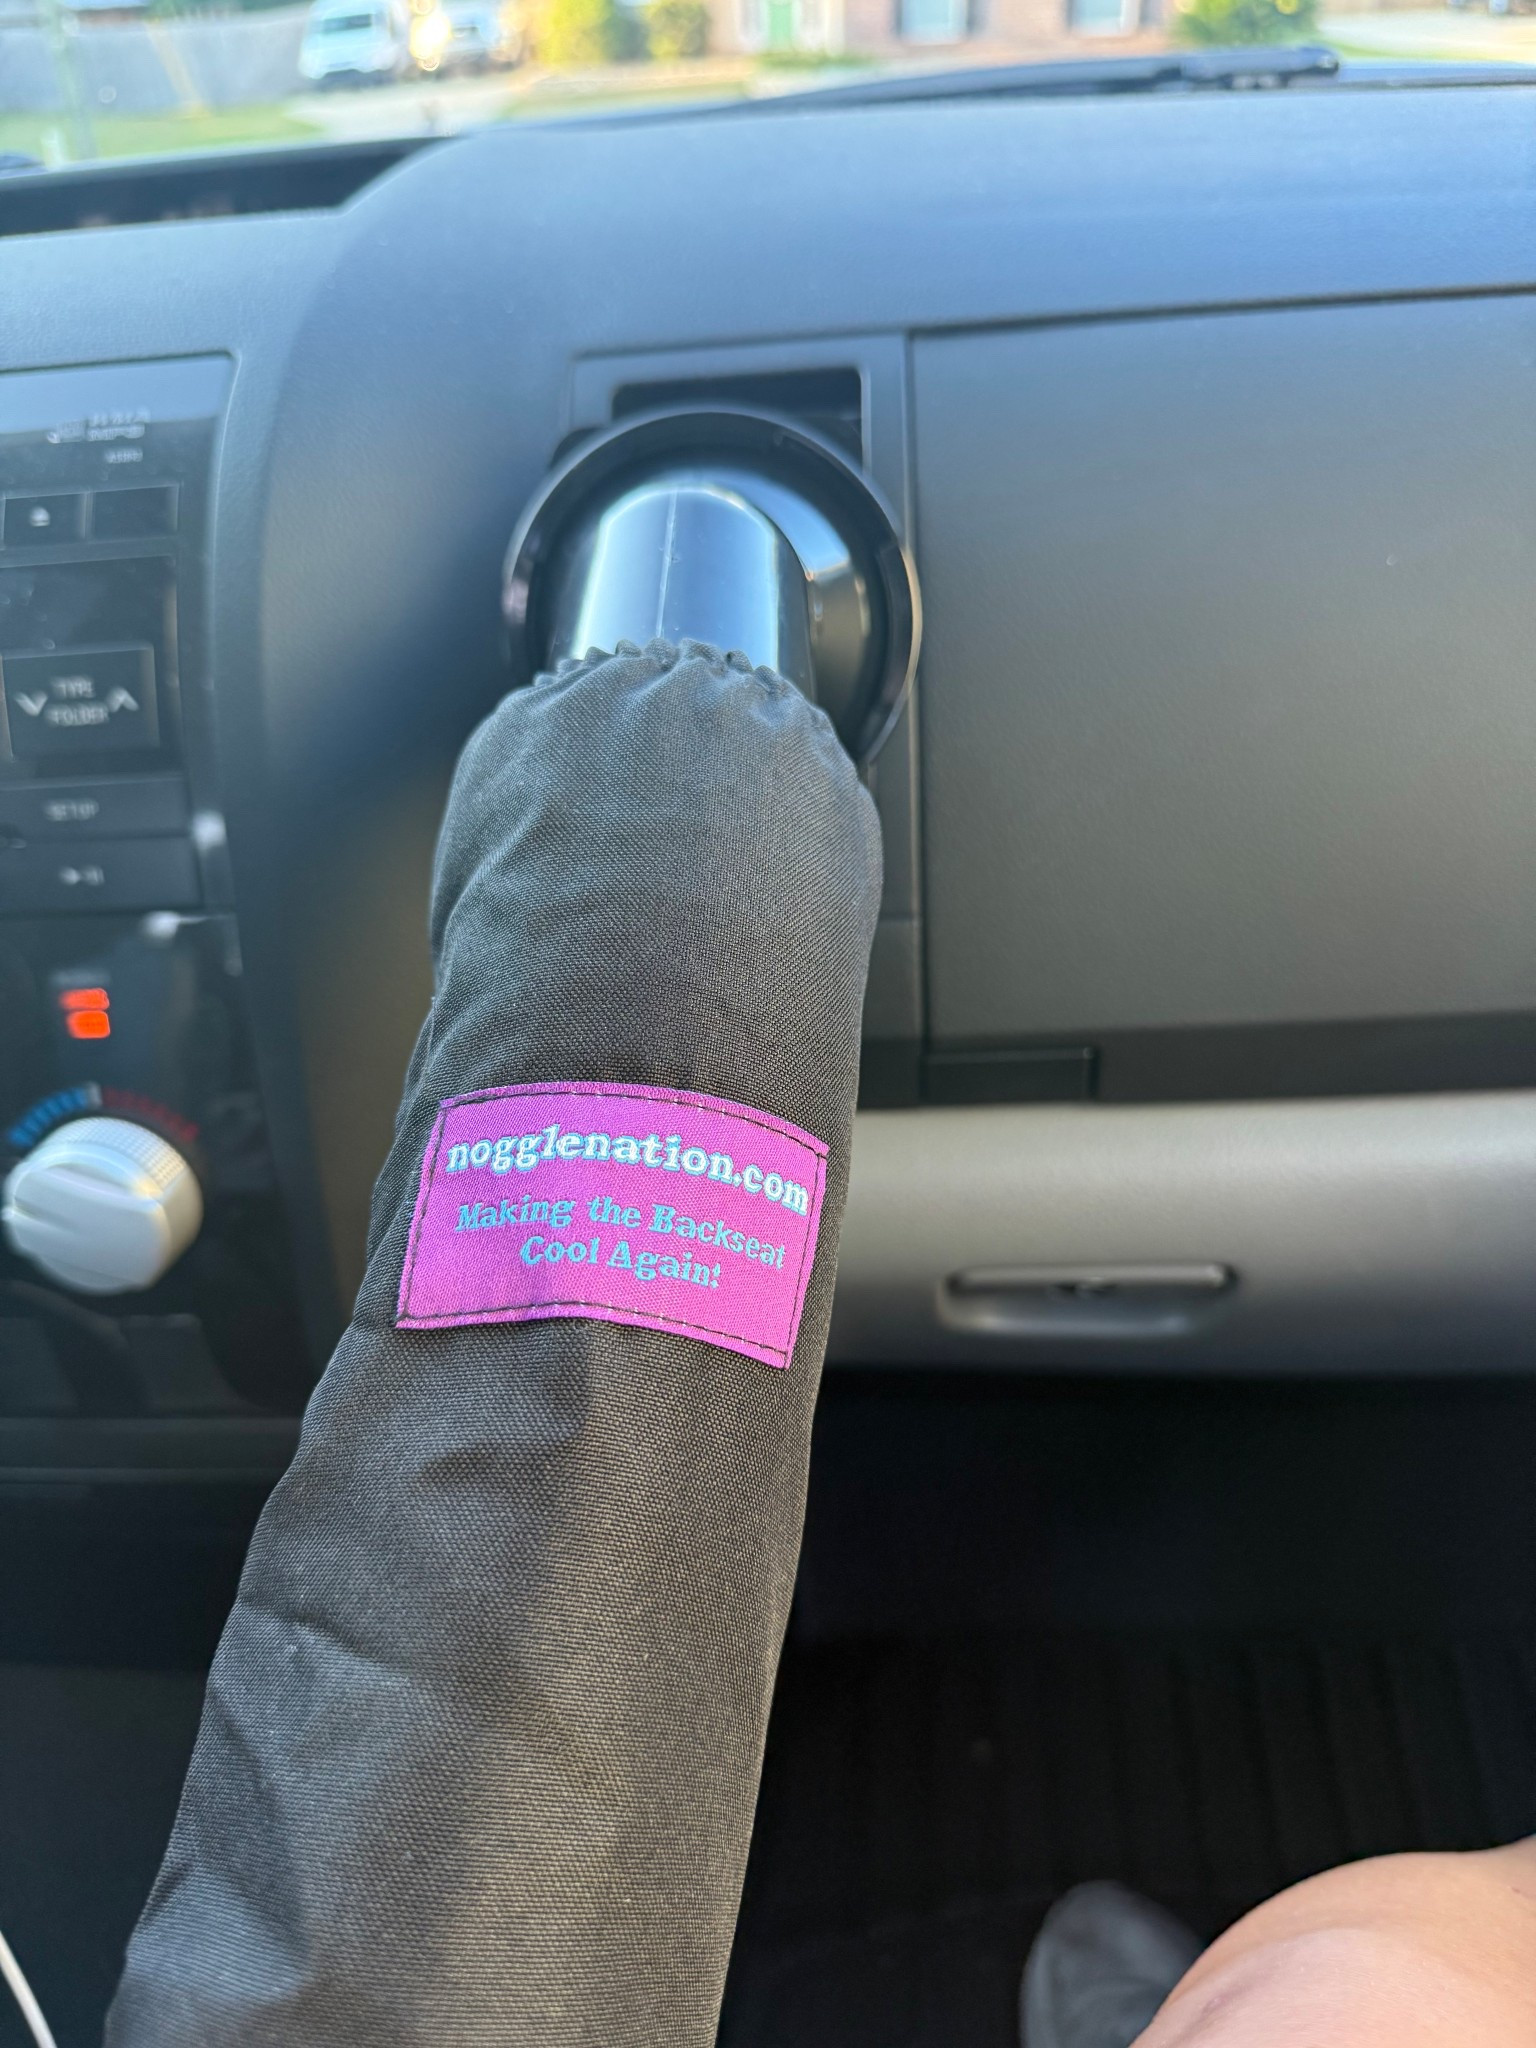 TYPE
FOLDER
SETUP
nogglenation.com
Making the Backseat
Cool Again!